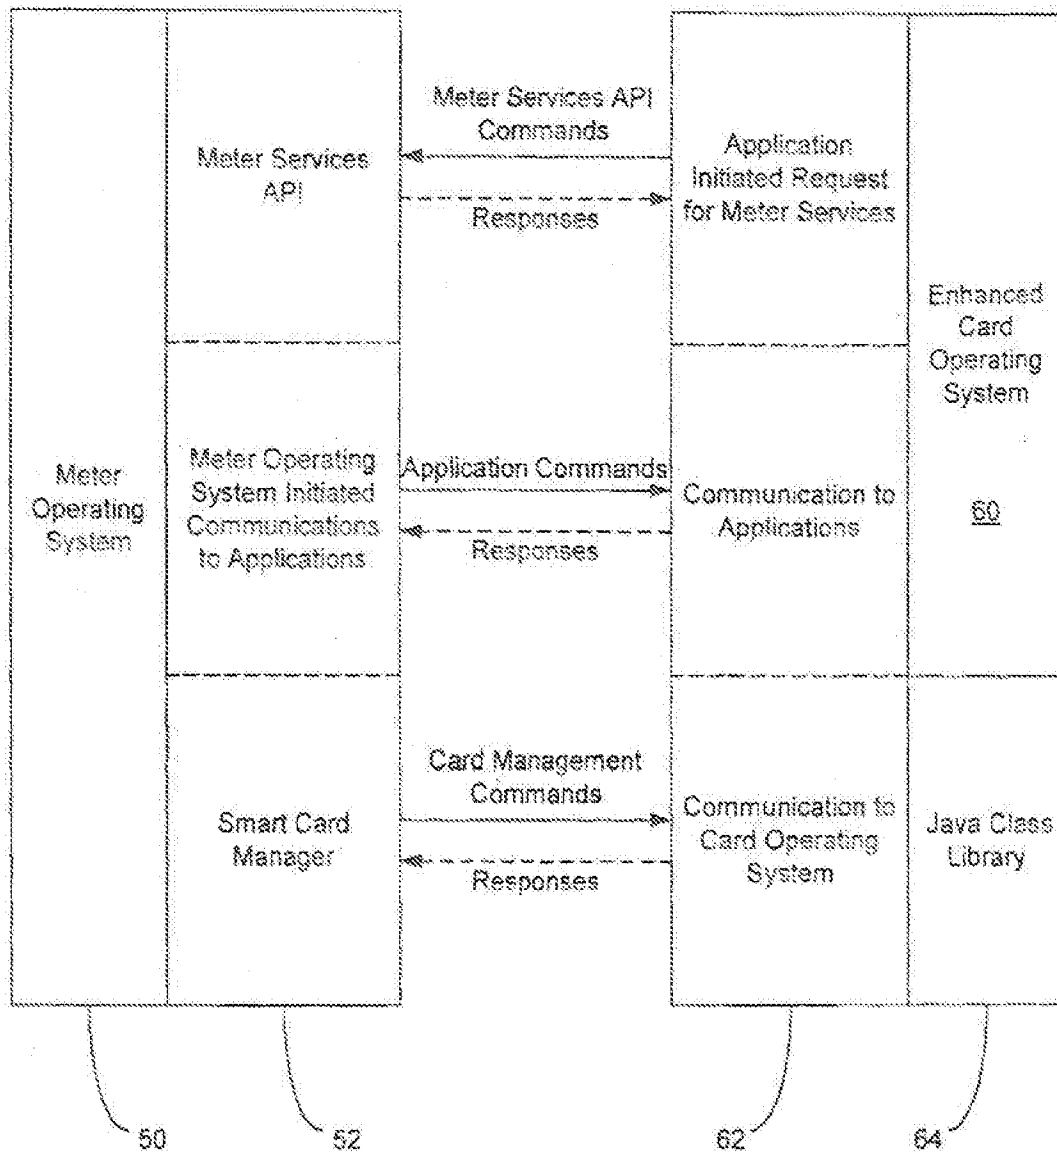 Meter
Operating
System
Meter Services
API
Meter Operating
System Initiated
Communications
to Applications
Smart Card
Manager
Meter Services API
Commands
Responses
Application Commands
Responses
Card Management
Commands
Responses
Application
Initiated Request
for Meter Services
Communication to
Applications
Communication to
Card Operating
System
Enhanced
Card
Operating
System
60
Java Class
Library
50
52
62
64